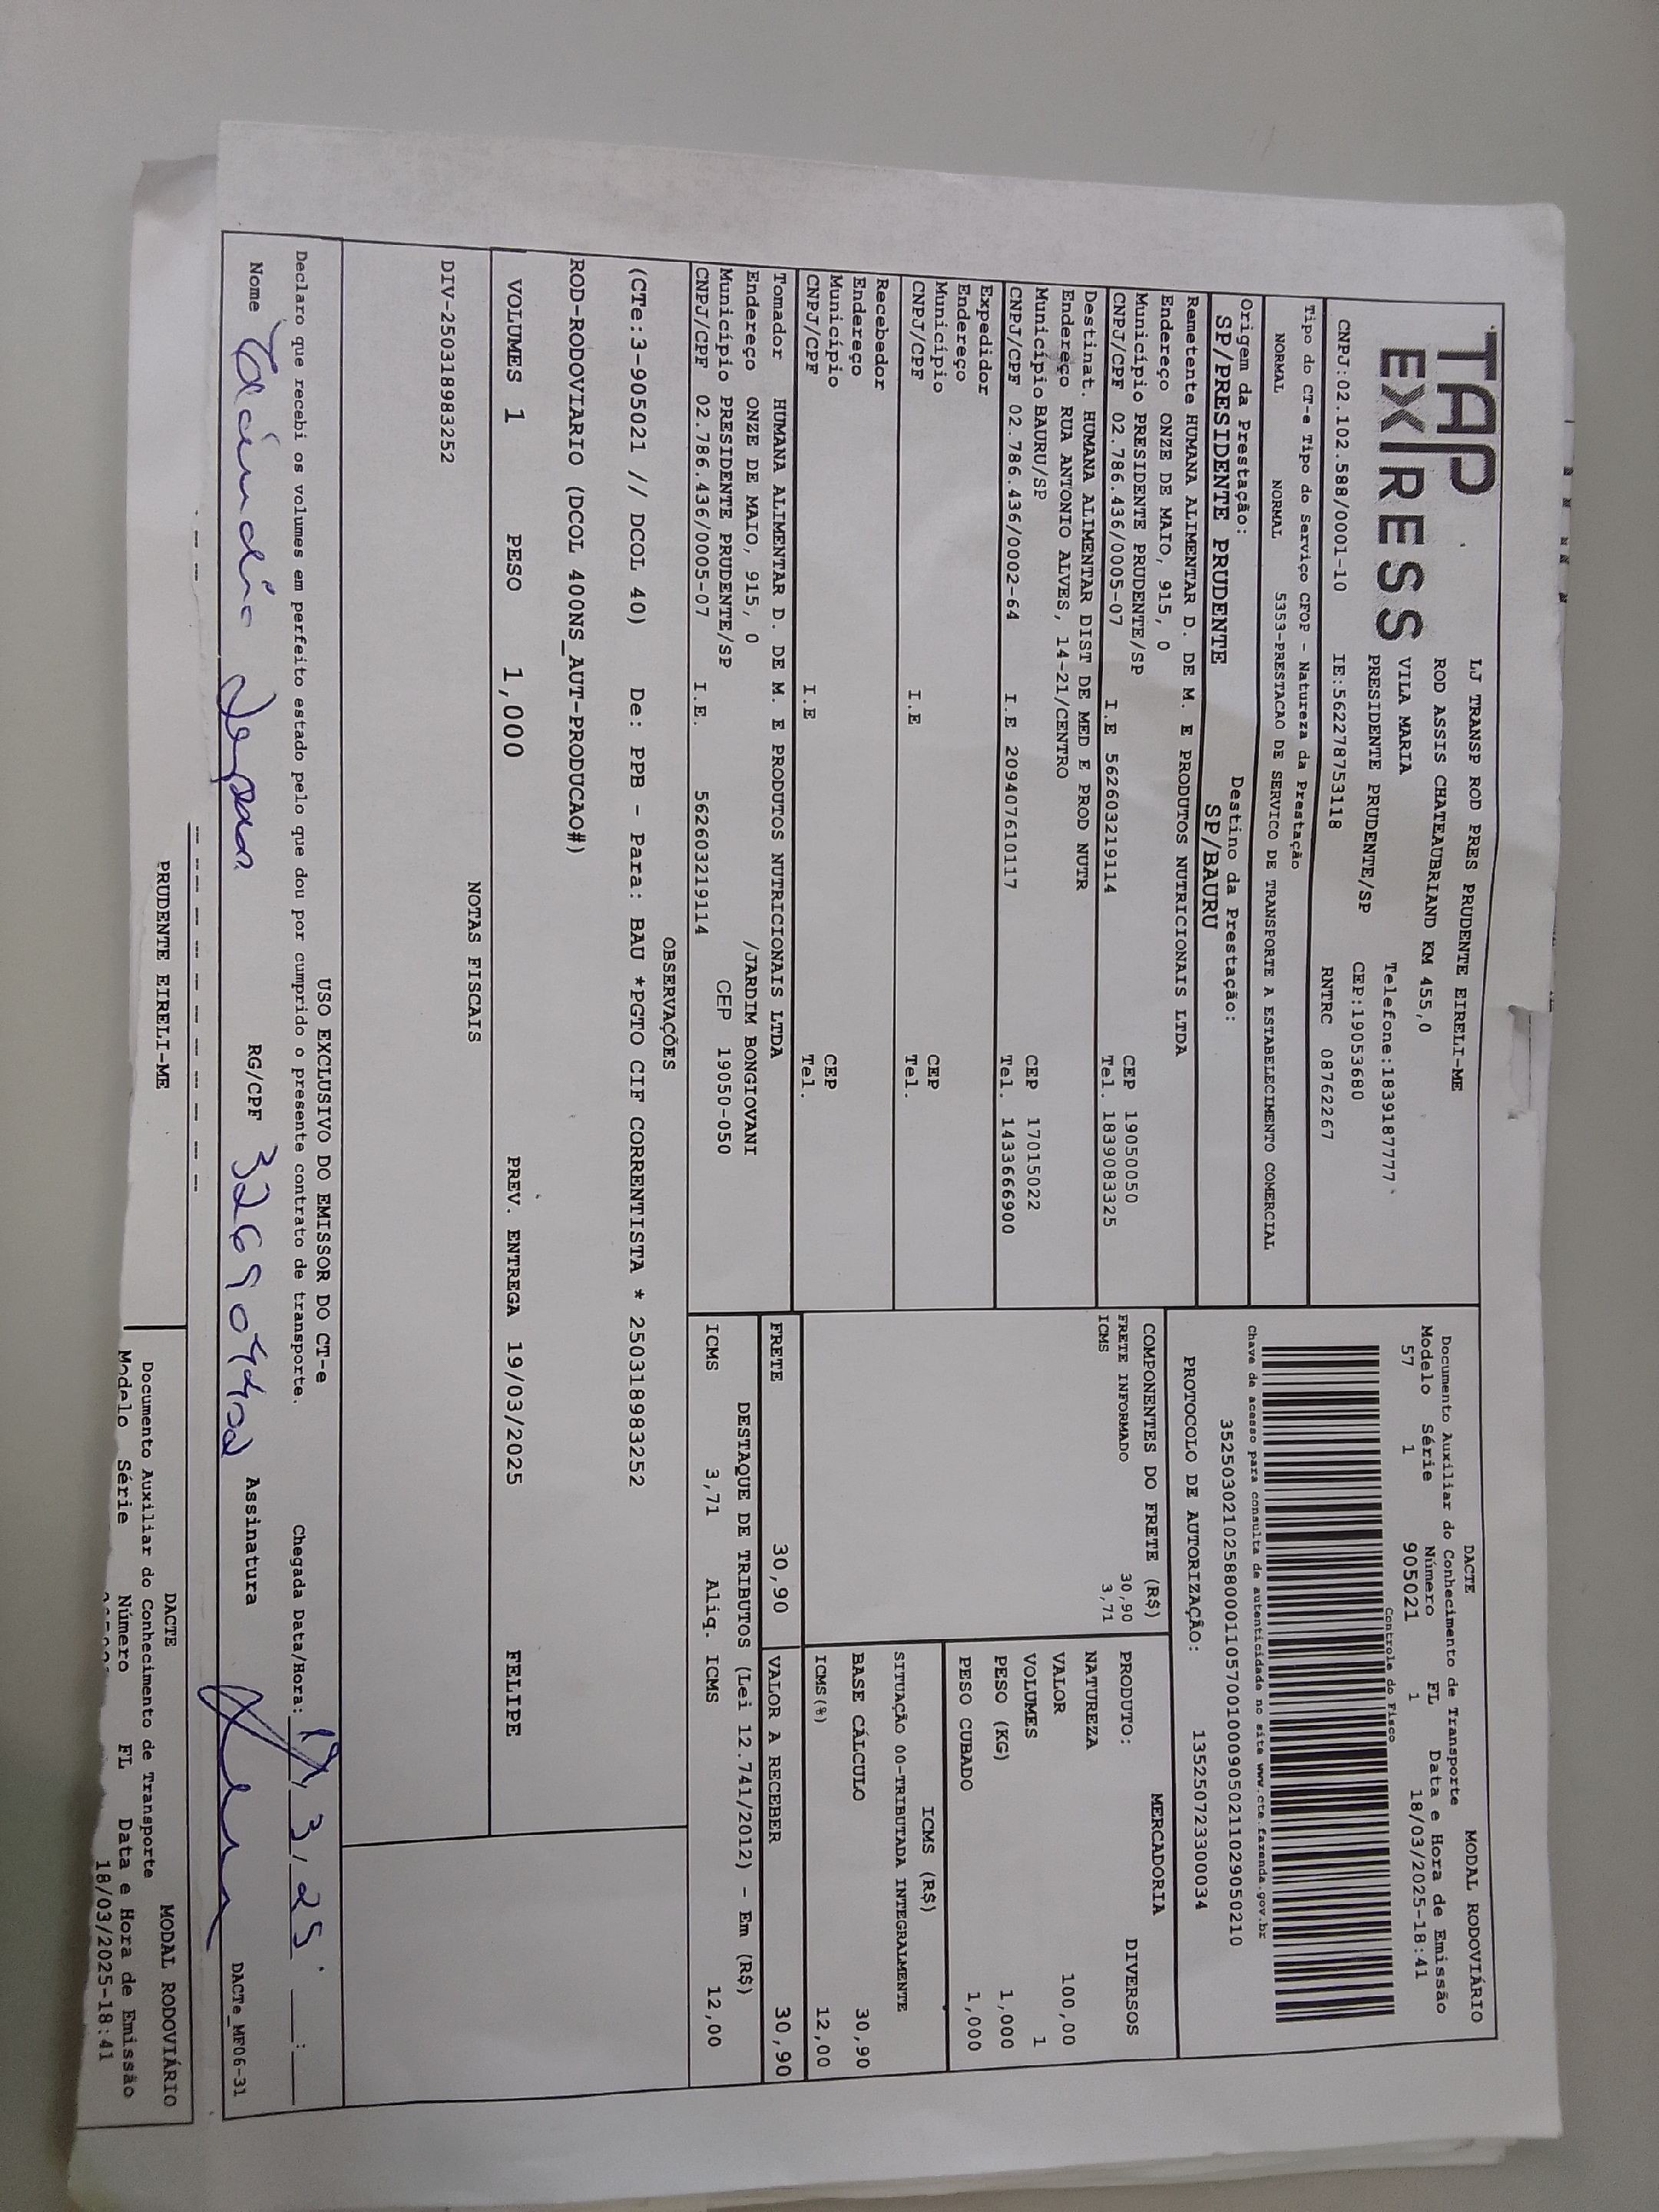 TAP
EXPRESS
LJ TRANSP ROD PRES PRUDENTE EIRELI-ME
ROD ASSIS CHATEAUBRIAND KM 455,0
VILA MARIA Telefone:1839187777
PRESIDENTE PRUDENTE/SP CEP:19053680
CNPJ:02.102.588/0001-10 IE:562278753118 RNTRC 08762267
DACTE MODAL RODOVIÁRIO
Documento Auxiliar do Conhecimento de Transporte
Modelo Série Número FL Data e Hora de Emissão
57 1 905021 1 18/03/2025-18:41
Controle do Fisco
Chave de acesso para consulta de autenticidade no site www.cte.fazenda.gov.br
35250302102588000110570010009050211029050210
PROTOCOLO DE AUTORIZAÇÃO: 135250723300034
Tipo do CT-e Tipo do Serviço CFOP - Natureza da Prestação
NORMAL NORMAL 5353-PRESTACAO DE SERVICO DE TRANSPORTE A ESTABELECIMENTO COMERCIAL
Origem da Prestação: Destino da Prestação:
SP/PRESIDENTE PRUDENTE SP/BAURU
Remetente HUMANA ALIMENTAR D. DE M. E PRODUTOS NUTRICIONAIS LTDA
Endereço ONZE DE MAIO, 915, 0
Município PRESIDENTE PRUDENTE/SP CEP 19050050
CNPJ/CPF 02.786.436/0005-07 I.E 562603219114 Tel. 1839083325
Destinat. HUMANA ALIMENTAR DIST DE MED E PROD NUTR
Endereço RUA ANTONIO ALVES, 14-21/CENTRO
Município BAURU/SP CEP 17015022
CNPJ/CPF 02.786.436/0002-64 I.E 209407610117 Tel. 1433666900
Expedidor
Endereço
Município CEP
CNPJ/CPF I.E Tel.
Recebedor
Endereço
Município CEP
CNPJ/CPF I.E Tel.
Tomador HUMANA ALIMENTAR D. DE M. E PRODUTOS NUTRICIONAIS LTDA
Endereço ONZE DE MAIO, 915, 0 /JARDIM BONGIOVANI
Município PRESIDENTE PRUDENTE/SP CEP 19050-050
CNPJ/CPF 02.786.436/0005-07 I.E. 562603219114
COMPONENTES DO FRETE (R$)
FRETE INFORMADO 30,90
ICMS 3,71
MERCADORIA
PRODUTO: DIVERSOS
NATUREZA
VALOR 100,00
VOLUMES 1
PESO (KG) 1,000
PESO CUBADO 1,000
ICMS (R$)
SITUAÇÃO 00-TRIBUTADA INTEGRALMENTE
BASE CÁLCULO 30,90
ICMS(%) 12,00
FRETE 30,90 VALOR A RECEBER 30,90
DESTAQUE DE TRIBUTOS (Lei 12.741/2012) - Em (R$)
ICMS 3,71 Aliq. ICMS 12,00
OBSERVAÇÕES
(CTe:3-905021 // DCOL 40) De: PPB - Para: BAU *PGTO CIF CORRENTISTA * 250318983252
ROD-RODOVIARIO (DCOL 400NS_AUT-PRODUCAO#)
VOLUMES 1 PESO 1,000 PREV. ENTREGA 19/03/2025 FELIPE
NOTAS FISCAIS
DIV-250318983252
USO EXCLUSIVO DO EMISSOR DO CT-e
Declaro que recebi os volumes em perfeito estado pelo que dou por cumprido o presente contrato de transporte. Chegada Data/Hora: 19/3/25 :
Nome RG/CPF Assinatura
DACTe_MF06-31
DACTE MODAL RODOVIÁRIO
Documento Auxiliar do Conhecimento de Transporte
PRUDENTE EIRELI-ME
Modelo Série Número FL Data e Hora de Emissão
18/03/2025-18:41